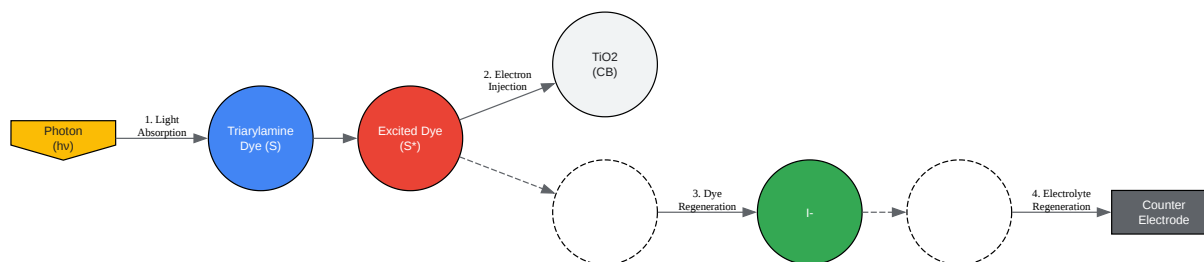 Photon
(hν)
1. Light
Absorption
Triarylamine
Dye (S)
Excited Dye
(S*)
2. Electron
Injection
TiO2
(CB)
3. Dye
Regeneration
I-
4. Electrolyte
Regeneration
Counter
Electrode